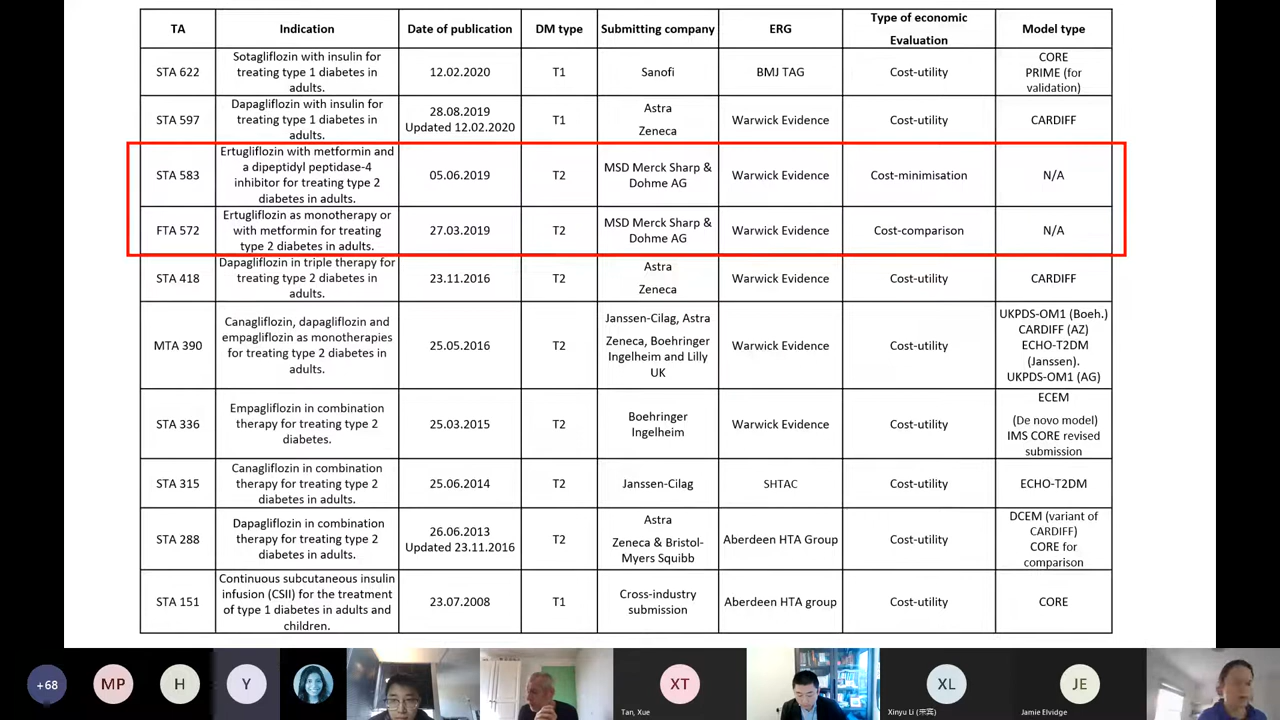 TA
Indication
Date of publication
DM type
Submitting company
ERG
Type of economic
Evaluation
Model type
STA 622
Sotagliflozin with insulin for
treating type 1 diabetes in
adults.
12.02.2020
T1
Sanofi
BMJ TAG
Cost-utility
CORE
PRIME (for
validation)
STA 597
Dapagliflozin with insulin for
treating type 1 diabetes in
adults.
28.08.2019
Updated 12.02.2020
T1
Astra
Zeneca
Warwick Evidence
Cost-utility
CARDIFF
STA 583
Ertugliflozin with metformin and
a dipeptidyl peptidase-4
inhibitor for treating type 2
diabetes in adults.
05.06.2019
T2
MSD Merck Sharp &
Dohme AG
Warwick Evidence
Cost-minimisation
N/A
FTA 572
Ertugliflozin as monotherapy or
with metformin for treating
type 2 diabetes in adults.
27.03.2019
T2
MSD Merck Sharp &
Dohme AG
Warwick Evidence
Cost-comparison
N/A
STA 418
Dapagliflozin in triple therapy for
treating type 2 diabetes in
adults.
23.11.2016
T2
Astra
Zeneca
Warwick Evidence
Cost-utility
CARDIFF
MTA 390
Canagliflozin, dapagliflozin and
empagliflozin as monotherapies
for treating type 2 diabetes in
adults.
25.05.2016
T2
Janssen-Cilag, Astra
Zeneca, Boehringer
Ingelheim and Lilly
UK
Warwick Evidence
Cost-utility
UKPDS-OM1 (Boeh.)
CARDIFF (AZ)
ECHO-T2DM
(Janssen).
UKPDS-OM1 (AG)
STA 336
Empagliflozin in combination
therapy for treating type 2
diabetes.
25.03.2015
T2
Boehringer
Ingelheim
Warwick Evidence
Cost-utility
ECEM
(De novo model)
IMS CORE revised
submission
STA 315
Canagliflozin in combination
therapy for treating type 2
diabetes in adults.
25.06.2014
T2
Janssen-Cilag
SHTAC
Cost-utility
ECHO-T2DM
STA 288
Dapagliflozin in combination
therapy for treating type 2
diabetes in adults.
26.06.2013
Updated 23.11.2016
T2
Astra
Zeneca & Bristol-
Myers Squibb
Aberdeen HTA Group
Cost-utility
DCEM (variant of
CARDIFF)
CORE for
comparison
STA 151
Continuous subcutaneous insulin
infusion (CSII) for the treatment
of type 1 diabetes in adults and
children.
23.07.2008
T1
Cross-industry
submission
Aberdeen HTA group
Cost-utility
CORE
+68
MP
H
Y
XT
Tan, Xue
XL
Xinyu Li (宋宾)
JE
Jamie Elvidge